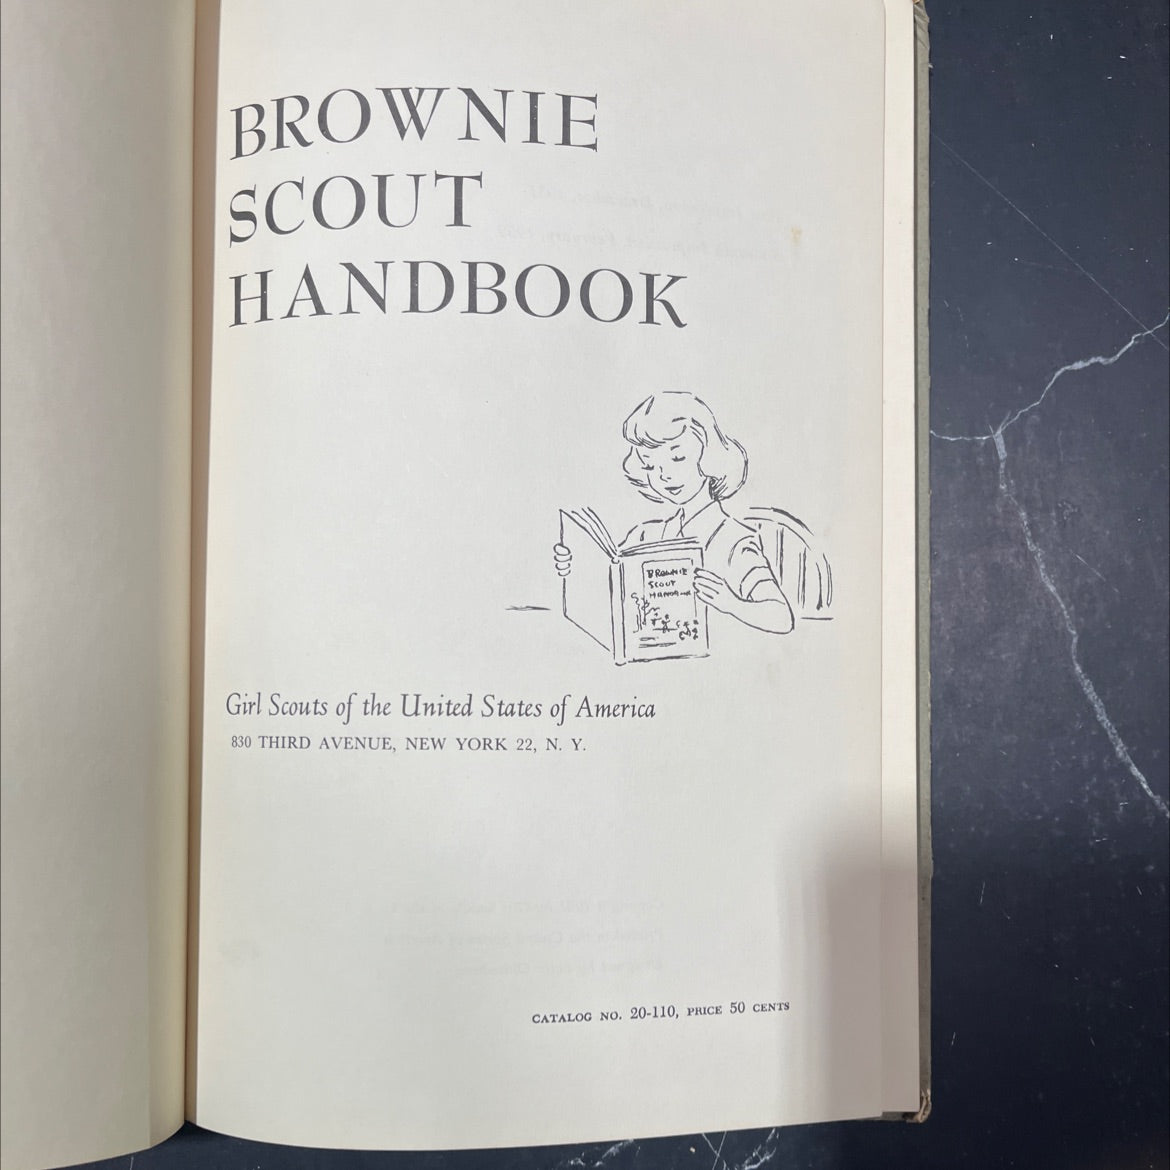 BROWNIE
SCOUT
HANDBOOK
BROWNIE
SCOUT
Girl Scouts of the United States of America
830 THIRD AVENUE, NEW YORK 22, N. Y.
CATALOG NO. 20-110, PRICE 50 CENTS